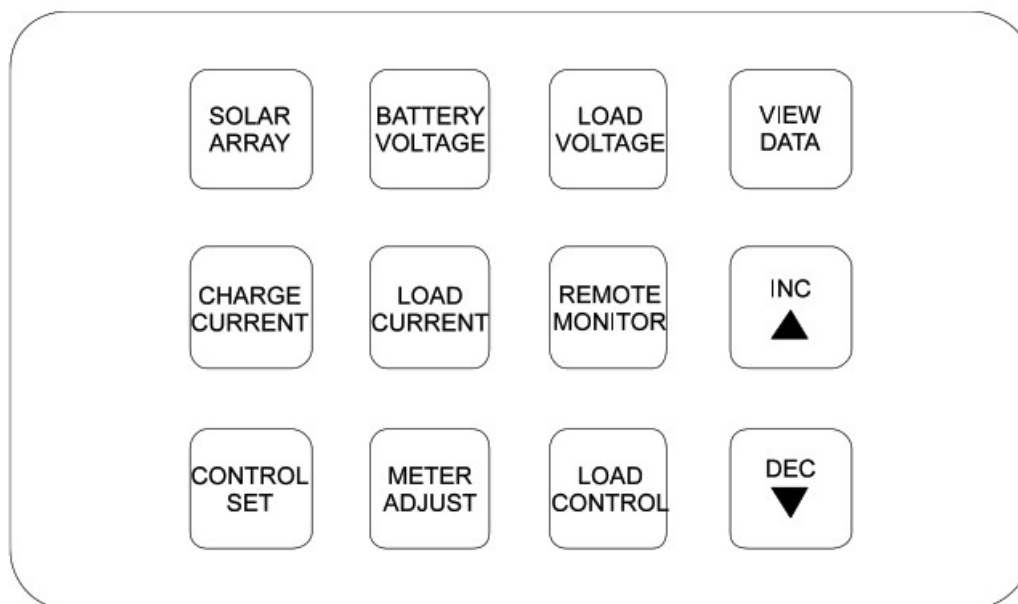 SOLAR
ARRAY
BATTERY
VOLTAGE
LOAD
VOLTAGE
VIEW
DATA
CHARGE
CURRENT
LOAD
CURRENT
REMOTE
MONITOR
INC
CONTROL
SET
METER
ADJUST
LOAD
CONTROL
DEC